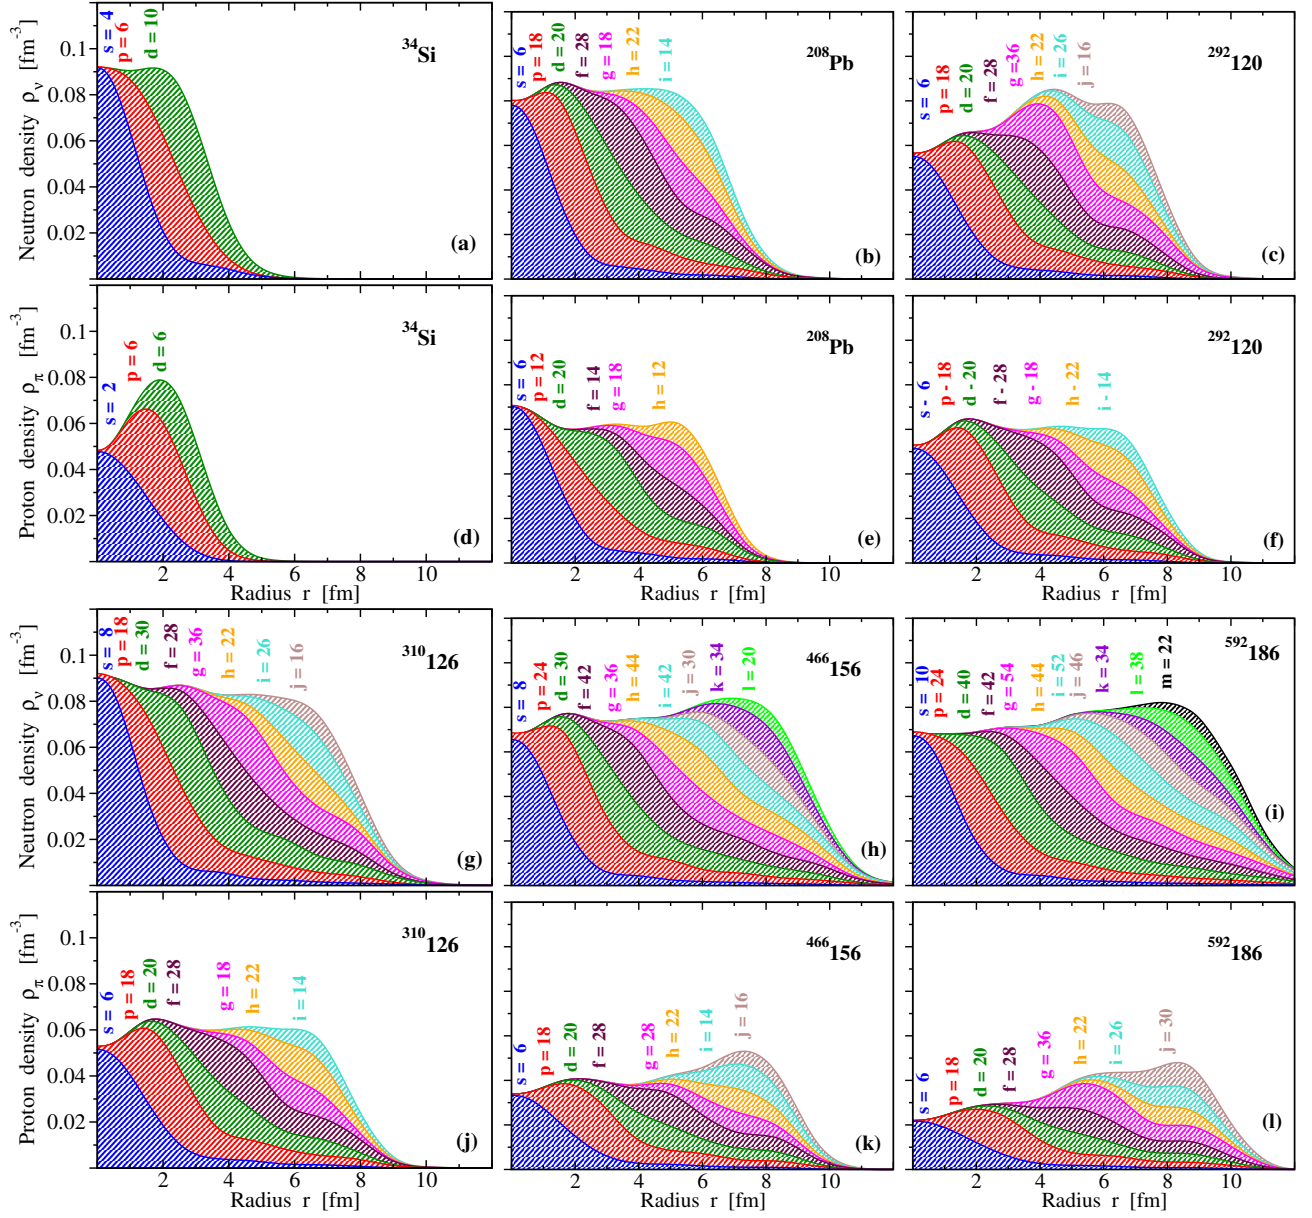 Neutron density ρν [fm-3]
0.1
0.08
0.06
0.04
0.02
s = 4
p = 6
d = 10
34Si
(a)
s = 6
p = 18
d = 20
f = 28
g = 18
h = 22
i = 14
208Pb
(b)
s = 6
p = 18
d = 20
f = 28
g =36
h = 22
i = 26
j = 16
292120
(c)
Proton density ρπ [fm-3]
0.1
0.08
0.06
0.04
0.02
s = 2
p = 6
d = 6
34Si
(d)
2 4 6 8 10
Radius r [fm]
s = 6
p = 12
d = 20
f = 14
g = 18
h = 12
208Pb
(e)
2 4 6 8 10
Radius r [fm]
s - 6
p - 18
d - 20
f - 28
g - 18
h - 22
i - 14
292120
(f)
2 4 6 8 10
Radius r [fm]
Neutron density ρν [fm-3]
0.1
0.08
0.06
0.04
0.02
s = 8
p = 18
d = 30
f = 28
g = 36
h = 22
i = 26
j = 16
310126
(g)
s = 8
p = 24
d = 30
f = 42
g = 36
h = 44
i = 42
j = 30
k = 34
l = 20
466156
(h)
s = 10
p = 24
d = 40
f = 42
g = 54
h = 44
i = 52
j = 46
k = 34
l = 38
m = 22
592186
(i)
Proton density ρπ [fm-3]
0.1
0.08
0.06
0.04
0.02
s = 6
p = 18
d = 20
f = 28
g = 18
h = 22
i = 14
310126
(j)
2 4 6 8 10
Radius r [fm]
s = 6
p = 18
d = 20
f = 28
g = 28
h = 22
i = 14
j = 16
466156
(k)
2 4 6 8 10
Radius r [fm]
s = 6
p = 18
d = 20
f = 28
g = 36
h = 22
i = 26
j = 30
592186
(l)
2 4 6 8 10
Radius r [fm]